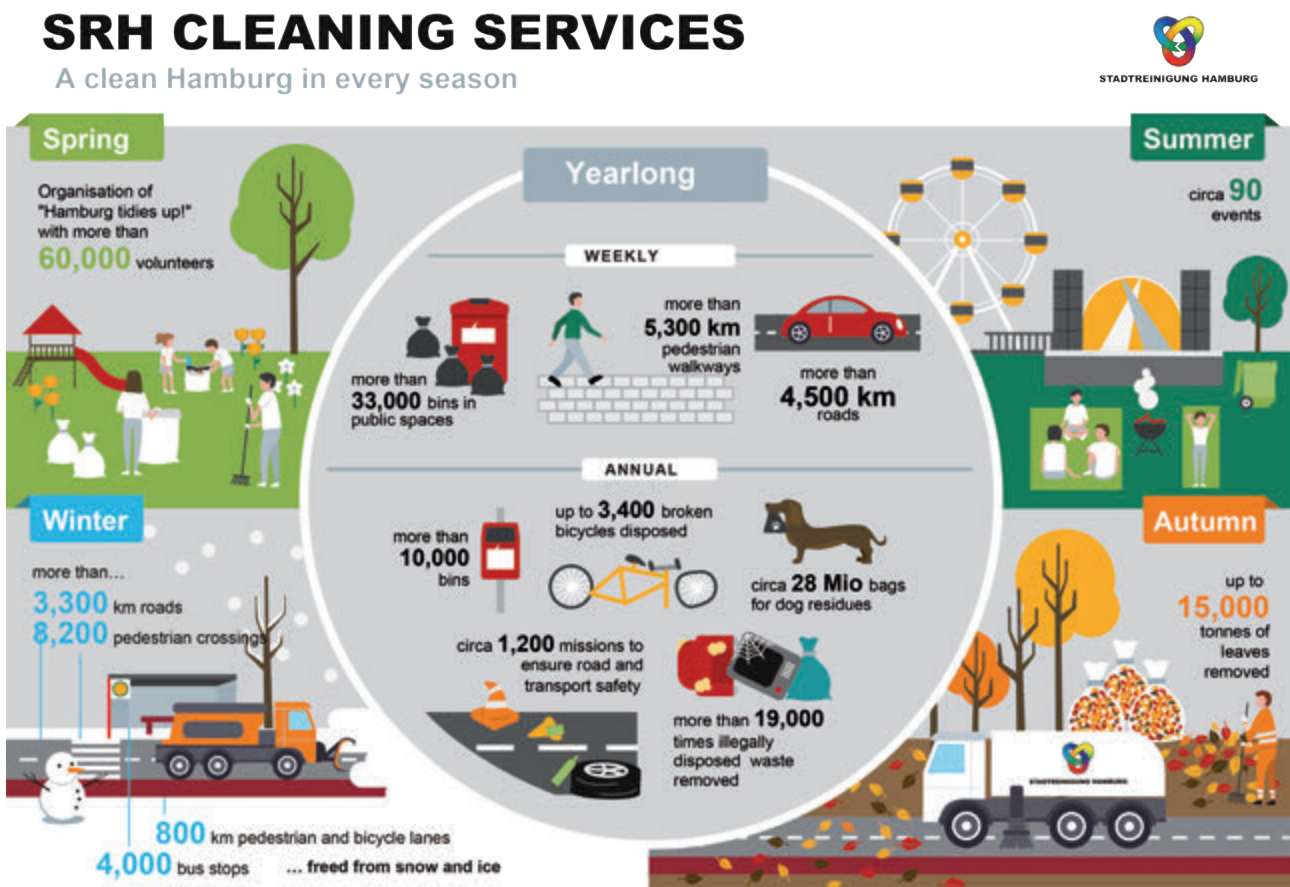 SRH CLEANING SERVICES
A clean Hamburg in every season
STADTREINIGUNG HAMBURG
Spring
Organisation of
"Hamburg tidies up!"
with more than
60,000 volunteers
Yearlong
WEEKLY
more than
33,000 bins in
public spaces
more than
5,300 km
pedestrian
walkways
more than
4,500 km
roads
ANNUAL
more than
10,000
bins
up to 3,400 broken
bicycles disposed
circa 28 Mio bags
for dog residues
circa 1,200 missions to
ensure road and
transport safety
more than 19,000
times illegally
disposed waste
removed
Summer
circa 90
events
Winter
more than...
3,300 km roads
8,200 pedestrian crossings
800 km pedestrian and bicycle lanes
4,000 bus stops
... freed from snow and ice
Autumn
up to
15,000
tonnes of
leaves
removed
STADTREINIGUNG HAMBURG